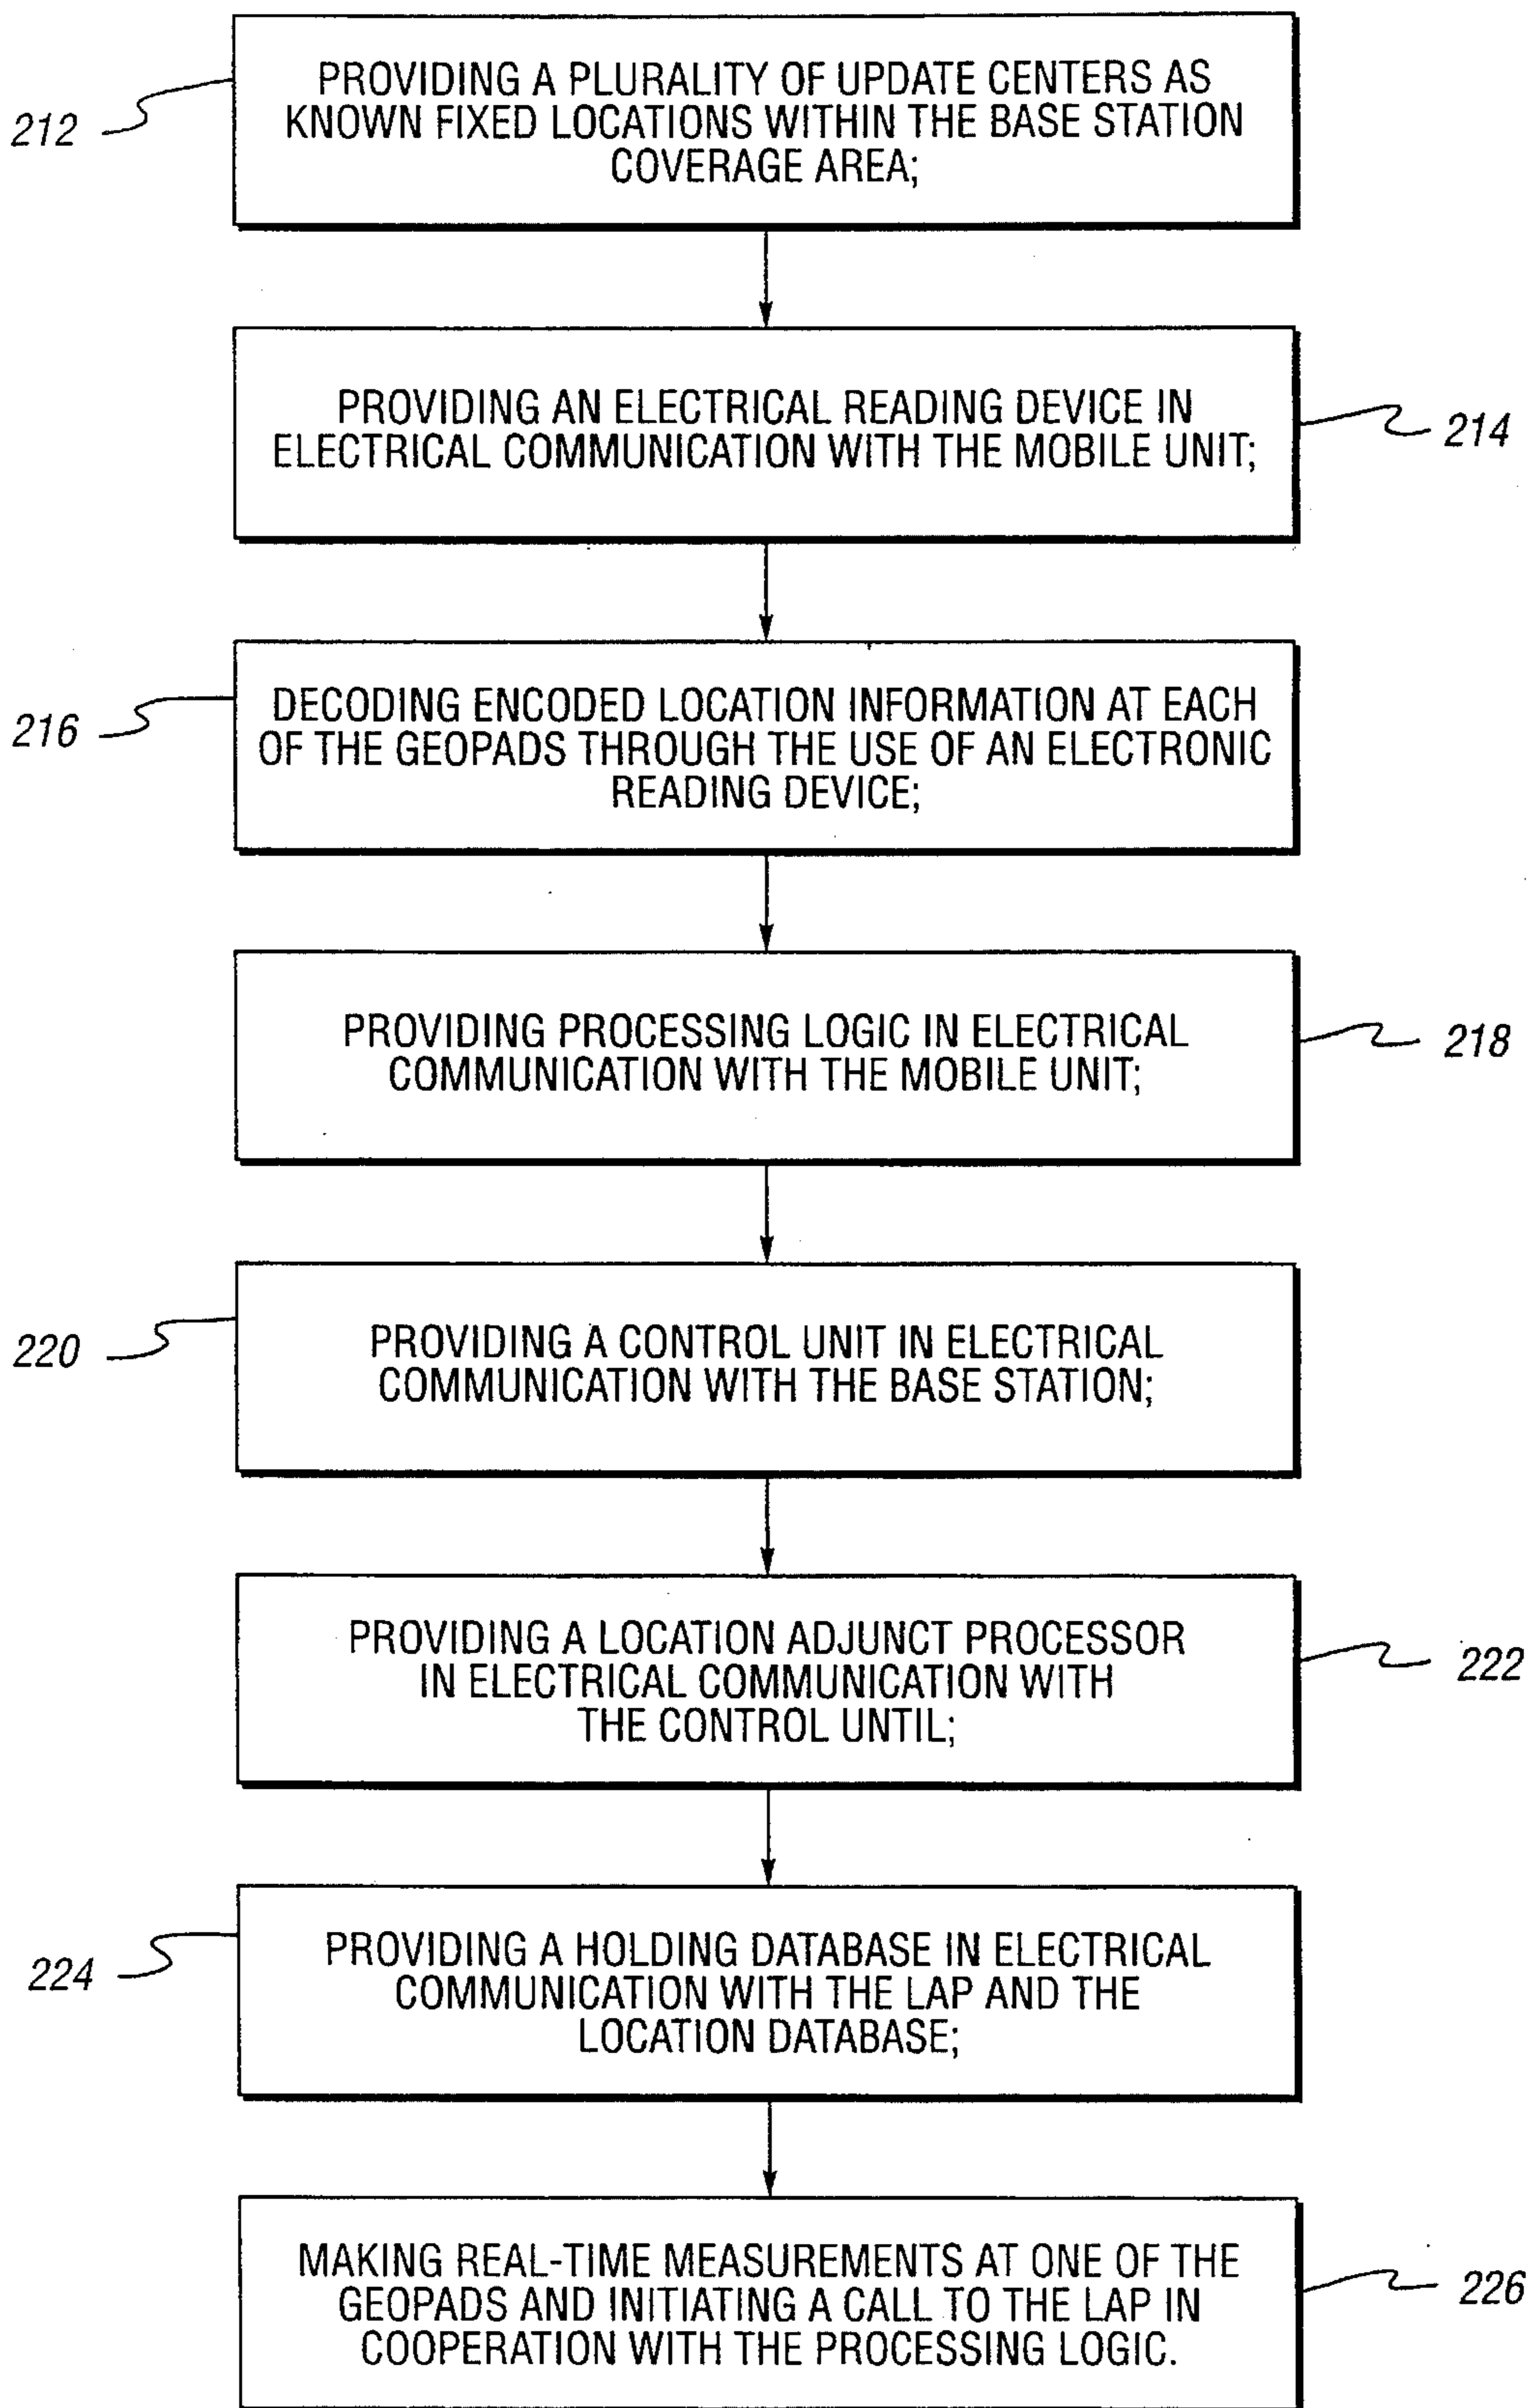 212
PROVIDING A PLURALITY OF UPDATE CENTERS AS
KNOWN FIXED LOCATIONS WITHIN THE BASE STATION
COVERAGE AREA;
PROVIDING AN ELECTRICAL READING DEVICE IN
ELECTRICAL COMMUNICATION WITH THE MOBILE UNIT;
214
216
DECODING ENCODED LOCATION INFORMATION AT EACH
OF THE GEOPADS THROUGH THE USE OF AN ELECTRONIC
READING DEVICE;
PROVIDING PROCESSING LOGIC IN ELECTRICAL
COMMUNICATION WITH THE MOBILE UNIT;
218
220
PROVIDING A CONTROL UNIT IN ELECTRICAL
COMMUNICATION WITH THE BASE STATION;
PROVIDING A LOCATION ADJUNCT PROCESSOR
IN ELECTRICAL COMMUNICATION WITH
THE CONTROL UNTIL;
222
224
PROVIDING A HOLDING DATABASE IN ELECTRICAL
COMMUNICATION WITH THE LAP AND THE
LOCATION DATABASE;
MAKING REAL-TIME MEASUREMENTS AT ONE OF THE
GEOPADS AND INITIATING A CALL TO THE LAP IN
COOPERATION WITH THE PROCESSING LOGIC.
226